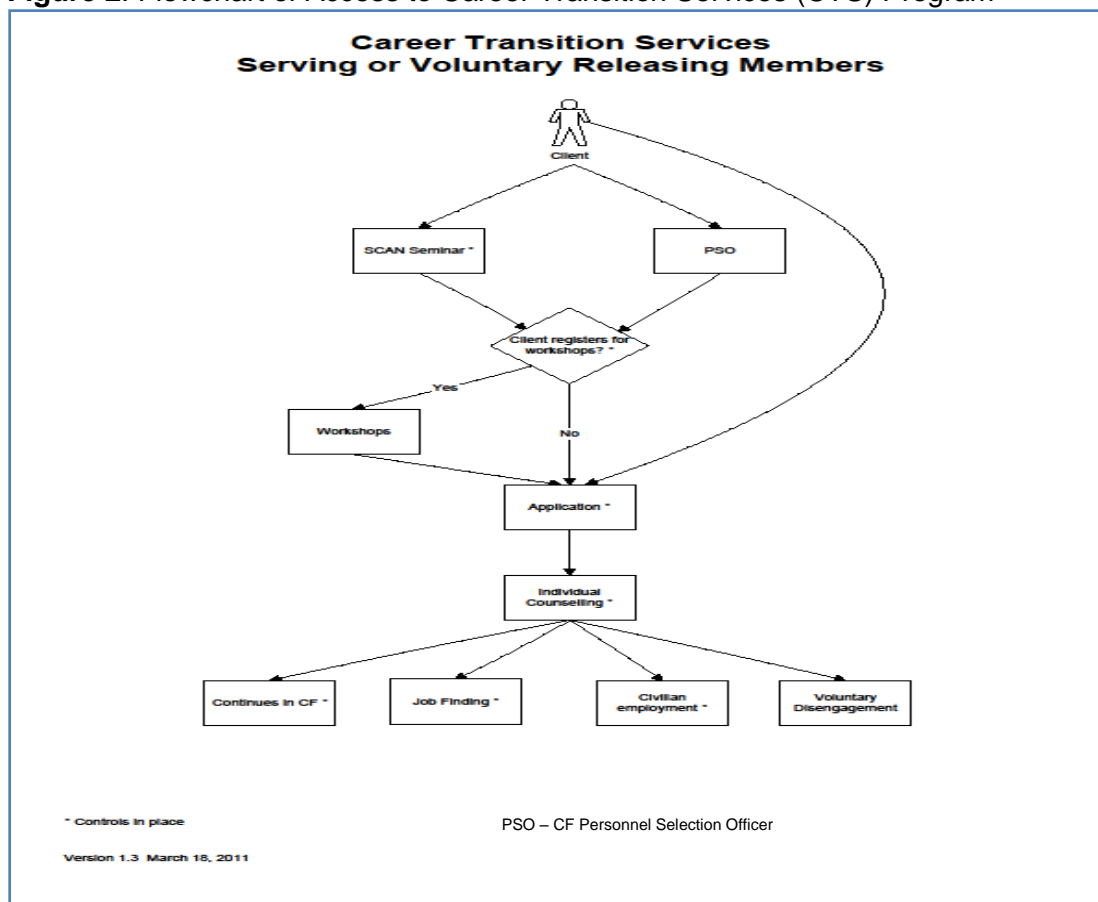 Figure 2: Flowchart of Access to Career Transition Services (CTS) Program
Career Transition Services
Serving or Voluntary Releasing Members
Client
SCAN Seminar *
PSO
Client registers for
workshops? *
Yes
Workshops
No
Application *
Individual
Counselling *
Continues in CF *
Job Finding *
Civilian
employment *
Voluntary
Disengagement
* Controls in place
PSO – CF Personnel Selection Officer
Version 1.3 March 18, 2011